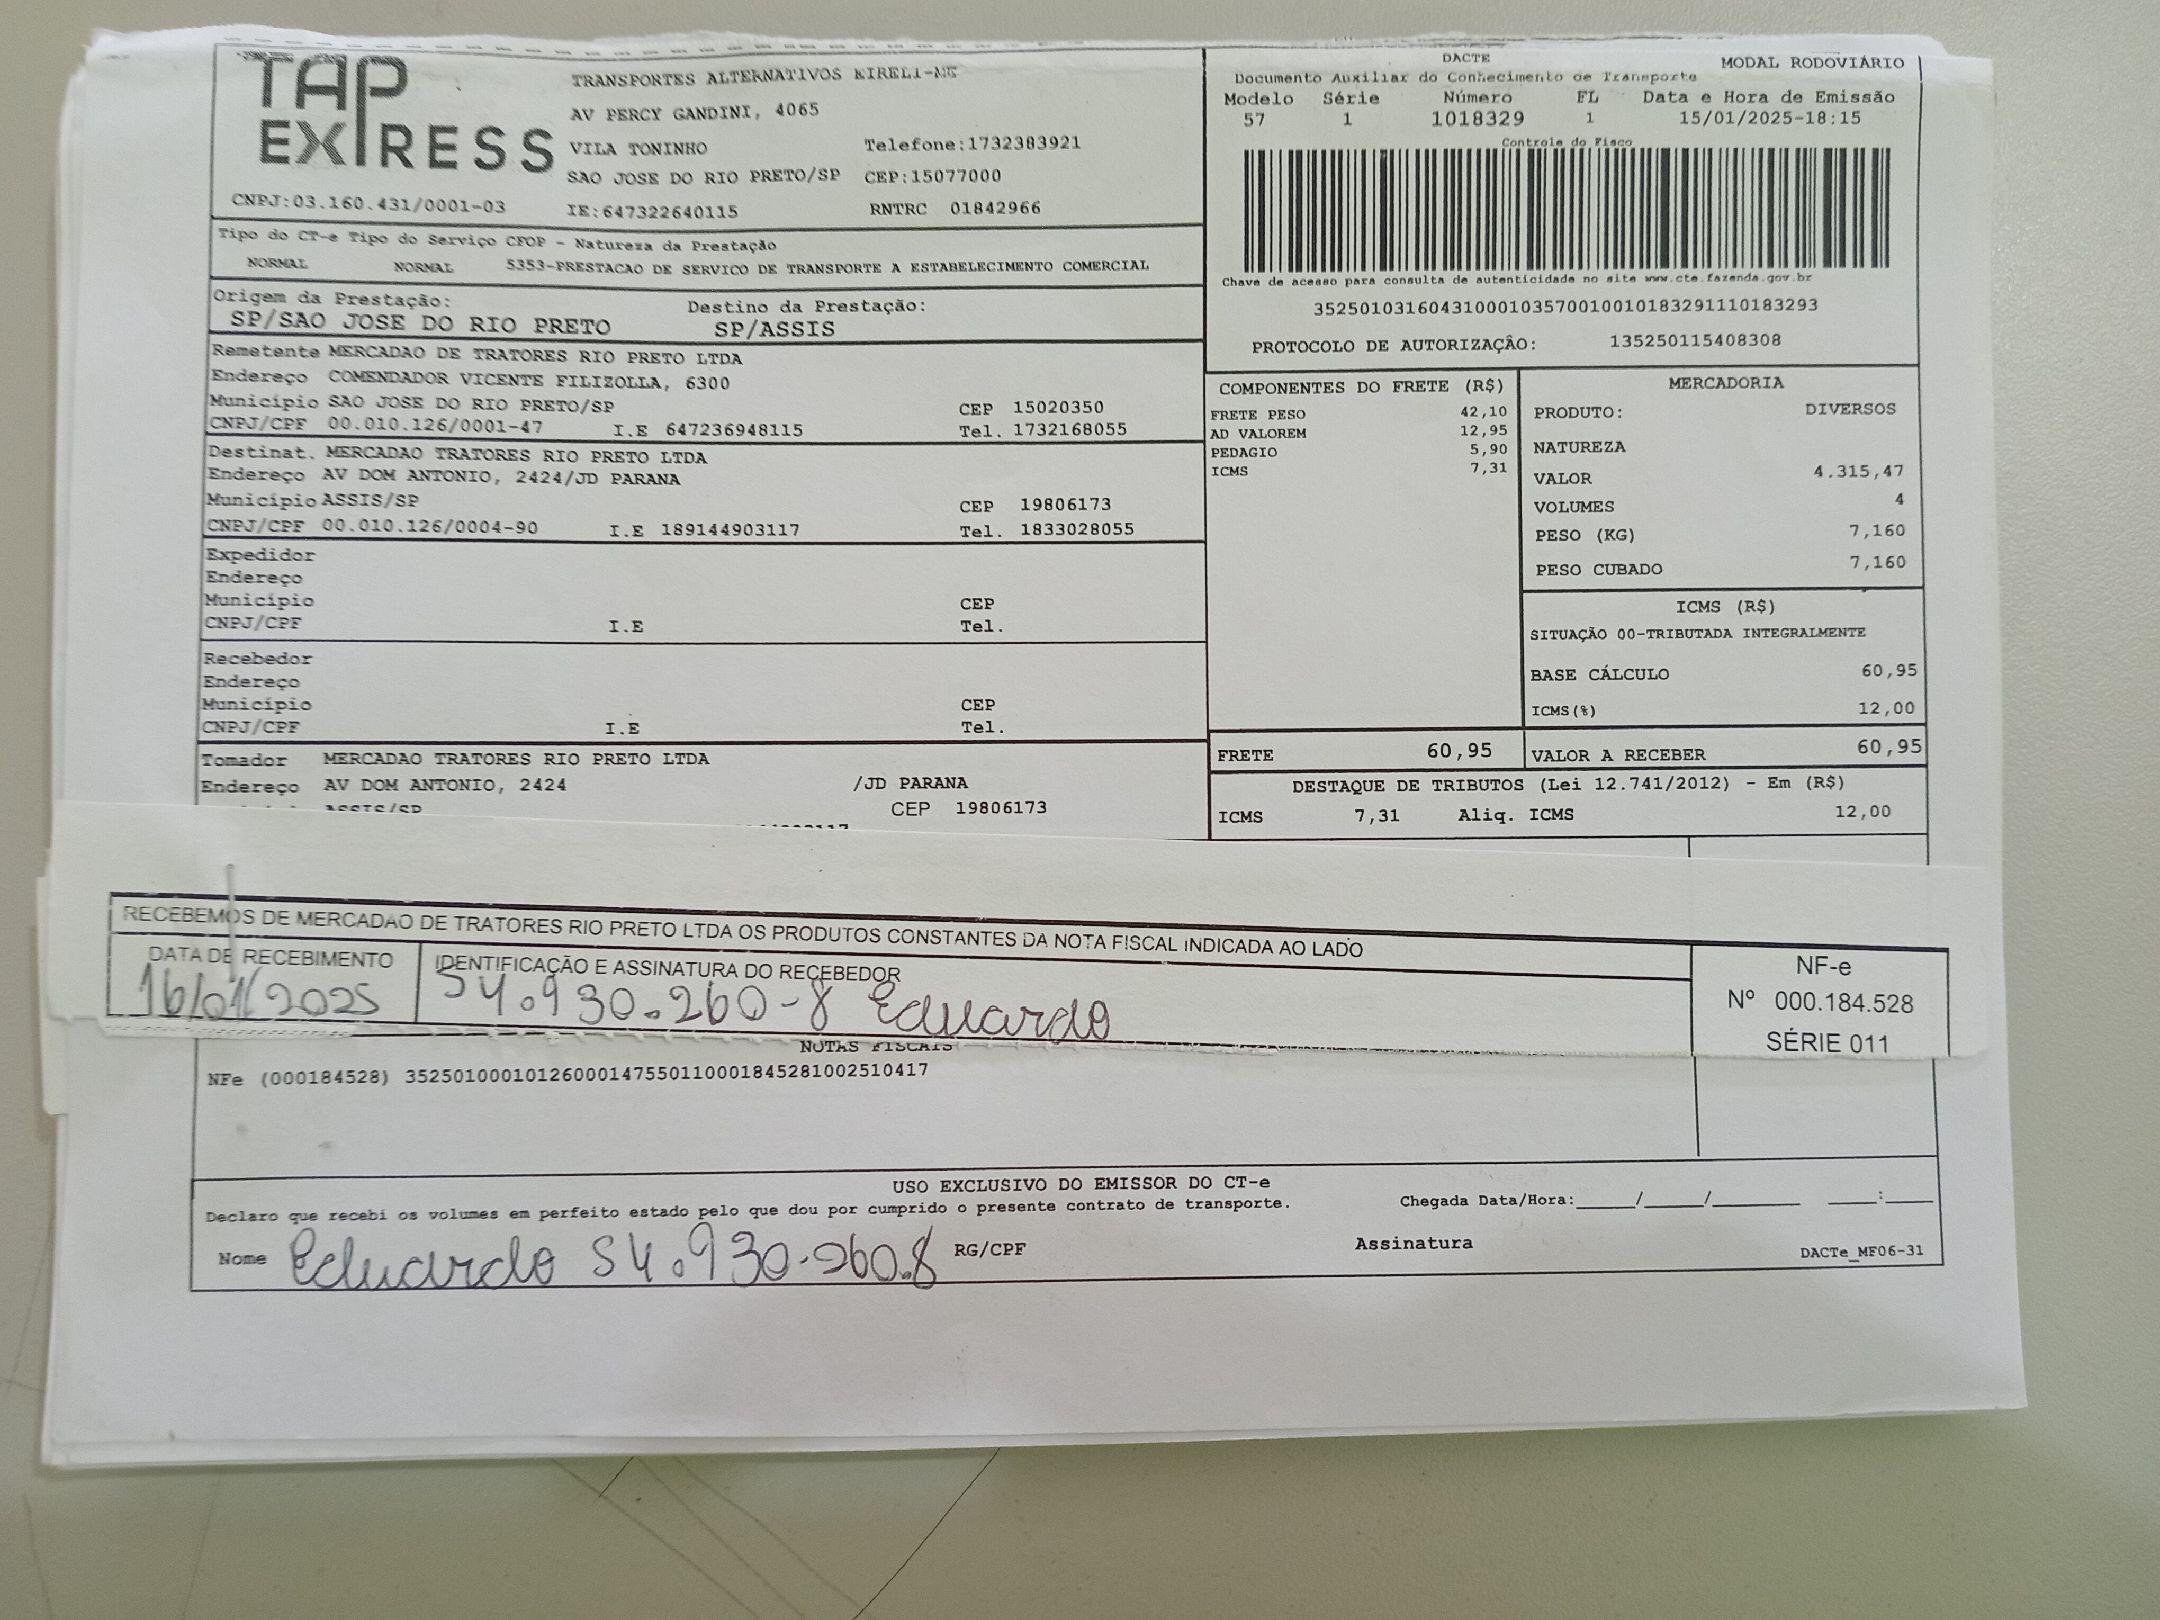 TAP EXPRESS
TRANSPORTES ALTERNATIVOS EIRELI-ME
AV PERCY GANDINI, 4065
VILA TONINHO Telefone:1732383921
SAO JOSE DO RIO PRETO/SP CEP:15077000
CNPJ:03.160.431/0001-03 IE:647322640115 RNTRC 01842966
Tipo do CT-e Tipo do Serviço CFOP - Natureza da Prestação
NORMAL NORMAL 5353-PRESTACAO DE SERVICO DE TRANSPORTE A ESTABELECIMENTO COMERCIAL
Origem da Prestação: Destino da Prestação:
SP/SAO JOSE DO RIO PRETO SP/ASSIS
Remetente MERCADAO DE TRATORES RIO PRETO LTDA
Endereço COMENDADOR VICENTE FILIZOLLA, 6300
Município SAO JOSE DO RIO PRETO/SP CEP 15020350
CNPJ/CPF 00.010.126/0001-47 I.E 647236948115 Tel. 1732168055
Destinat. MERCADAO TRATORES RIO PRETO LTDA
Endereço AV DOM ANTONIO, 2424/JD PARANA
Município ASSIS/SP CEP 19806173
CNPJ/CPF 00.010.126/0004-90 I.E 189144903117 Tel. 1833028055
Expedidor
Endereço
Município CEP
CNPJ/CPF I.E Tel.
Recebedor
Endereço
Município CEP
CNPJ/CPF I.E Tel.
Tomador MERCADAO TRATORES RIO PRETO LTDA
Endereço AV DOM ANTONIO, 2424 /JD PARANA
ASSIS/SP CEP 19806173
DACTE MODAL RODOVIÁRIO
Documento Auxiliar do Conhecimento de Transporte
Modelo Série Número FL Data e Hora de Emissão
57 1 1018329 1 15/01/2025-18:15
Controle do Fisco
Chave de acesso para consulta de autenticidade no site www.cte.fazenda.gov.br
35250103160431000103570010010183291110183293
PROTOCOLO DE AUTORIZAÇÃO: 135250115408308
COMPONENTES DO FRETE (R$)
FRETE PESO 42,10
AD VALOREM 12,95
PEDAGIO 5,90
ICMS 7,31
MERCADORIA
PRODUTO: DIVERSOS
NATUREZA
VALOR 4.315,47
VOLUMES 4
PESO (KG) 7,160
PESO CUBADO 7,160
ICMS (R$)
SITUAÇÃO 00-TRIBUTADA INTEGRALMENTE
BASE CÁLCULO 60,95
ICMS(%) 12,00
FRETE 60,95 VALOR A RECEBER 60,95
DESTAQUE DE TRIBUTOS (Lei 12.741/2012) - Em (R$)
ICMS 7,31 Aliq. ICMS 12,00
RECEBEMOS DE MERCADAO DE TRATORES RIO PRETO LTDA OS PRODUTOS CONSTANTES DA NOTA FISCAL INDICADA AO LADO
DATA DE RECEBIMENTO IDENTIFICAÇÃO E ASSINATURA DO RECEBEDOR
16/01/2025 54.930.260-8 Eduardo
NF-e
Nº 000.184.528
SÉRIE 011
NOTAS FISCAIS
NFe (000184528) 35250100010126000147550110001845281002510417
USO EXCLUSIVO DO EMISSOR DO CT-e
Declaro que recebi os volumes em perfeito estado pelo que dou por cumprido o presente contrato de transporte. Chegada Data/Hora:____/____/______ ___:___
Nome Eduardo 54.930.260.8 RG/CPF Assinatura DACTe_MF06-31